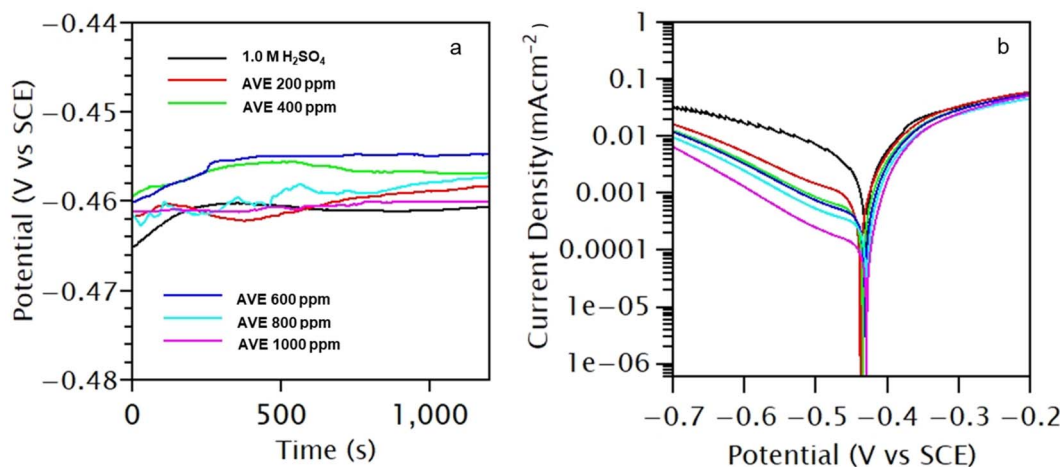 a
−0.44
−0.45
−0.46
−0.47
−0.48
Potential (V vs SCE)
1.0 M H₂SO₄
AVE 200 ppm
AVE 400 ppm
AVE 600 ppm
AVE 800 ppm
AVE 1000 ppm
0 500 1,000
Time (s)
b
1
0.1
0.01
0.001
0.0001
1e−05
1e−06
Current Density (mAcm⁻²)
−0.7 −0.6 −0.5 −0.4 −0.3 −0.2
Potential (V vs SCE)